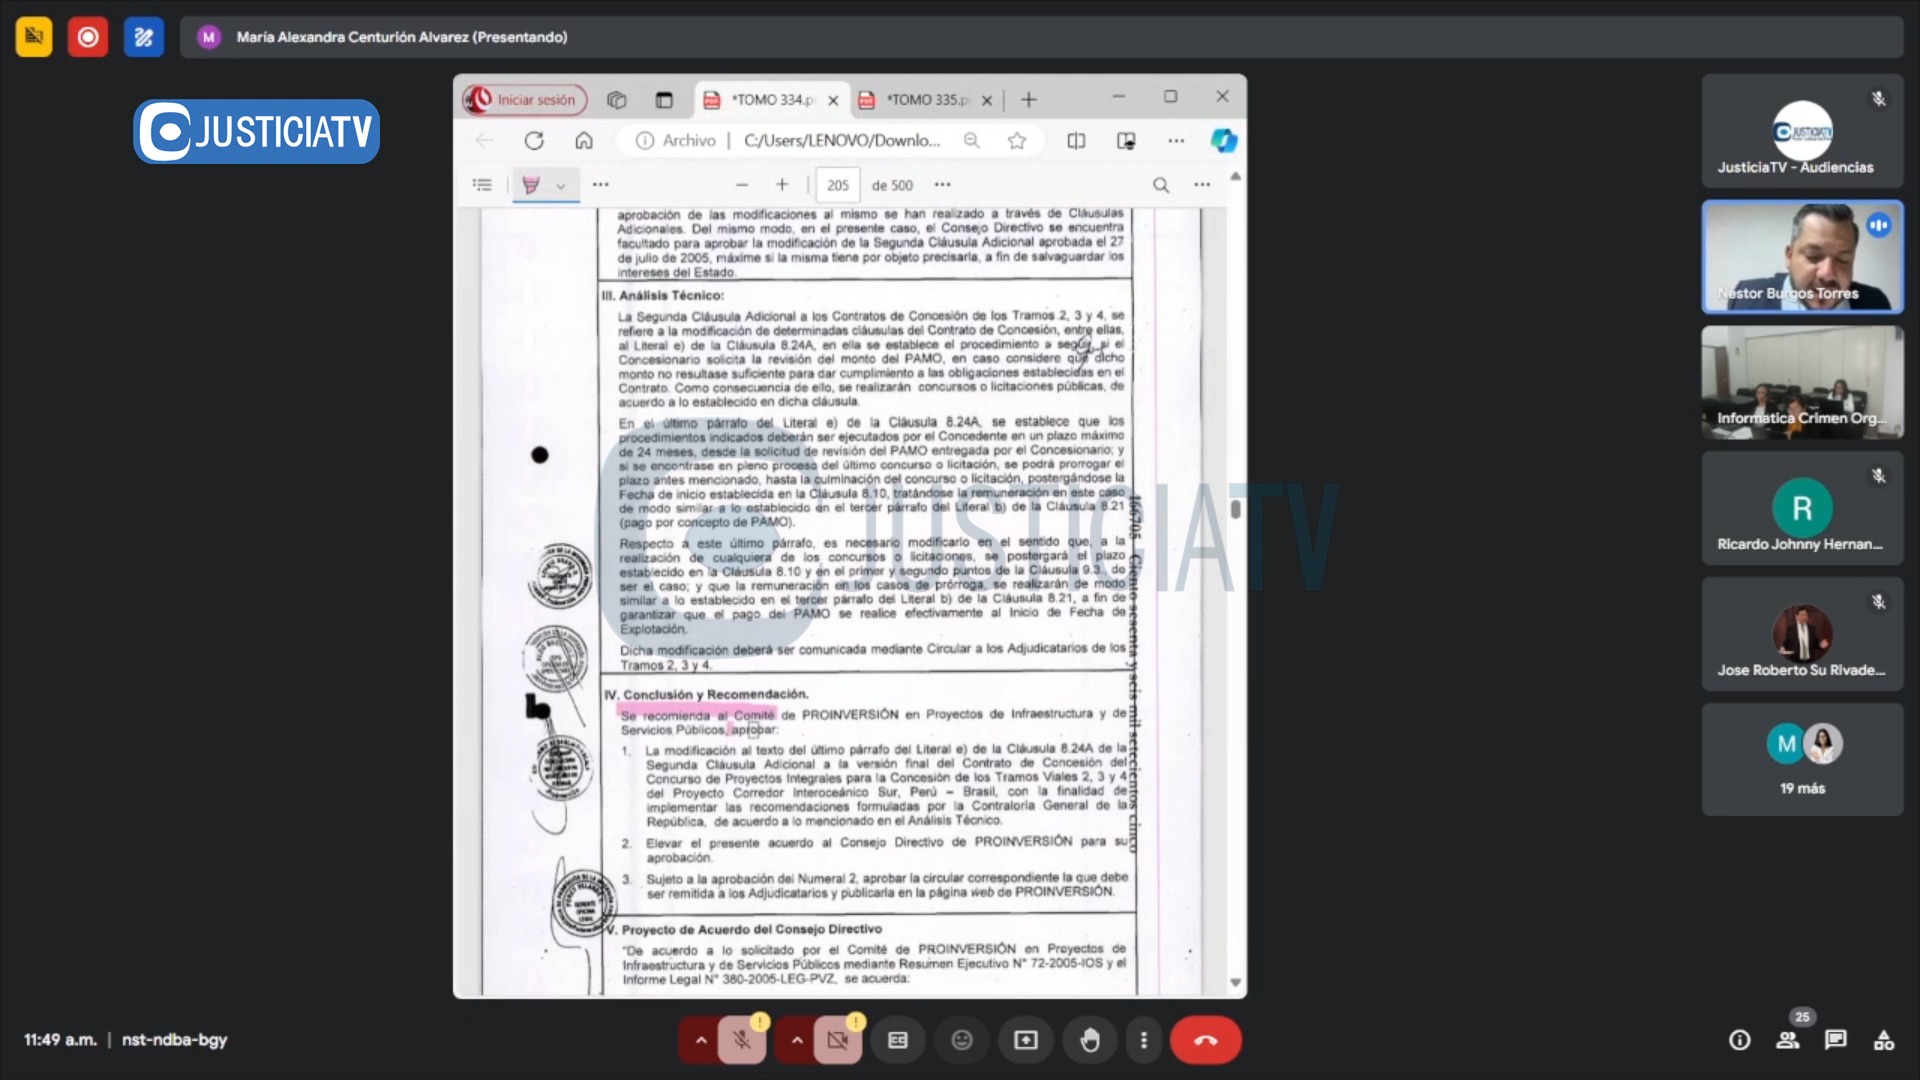 María Alexandra Centurión Alvarez (Presentando)
JUSTICIATV
Iniciar sesión
*TOMO 334.p
*TOMO 335.p
Archivo
C:/Users/LENOVO/Downlo...
205
de 500
aprobación de las modificaciones al mismo se han realizado a través de Cláusulas
Adicionales. Del mismo modo, en el presente caso, el Consejo Directivo se encuentra
facultado para aprobar la modificación de la Segunda Cláusula Adicional aprobada el 27
de julio de 2005, máxime si la misma tiene por objeto precisarla, a fin de salvaguardar los
intereses del Estado.
III. Análisis Técnico:
La Segunda Cláusula Adicional a los Contratos de Concesión de los Tramos 2, 3 y 4, se
refiere a la modificación de determinadas cláusulas del Contrato de Concesión, entre ellas,
al Literal e) de la Cláusula 8.24A, en ella se establece el procedimiento a seguir si el
Concesionario solicita la revisión del monto del PAMO, en caso considere que dicho
monto no resultase suficiente para dar cumplimiento a las obligaciones establecidas en el
Contrato. Como consecuencia de ello, se realizarán concursos o licitaciones públicas, de
acuerdo a lo establecido en dicha cláusula.
En el último párrafo del Literal e) de la Cláusula 8.24A, se establece que los
procedimientos indicados deberán ser ejecutados por el Concedente en un plazo máximo
de 24 meses, desde la solicitud de revisión del PAMO entregada por el Concesionario; y
si se encontrase en pleno proceso del último concurso o licitación, se podrá prorrogar el
plazo antes mencionado, hasta la culminación del concurso o licitación, postergándose la
Fecha de inicio establecida en la Cláusula 8.10, tratándose la remuneración en este caso
de modo similar a lo establecido en el tercer párrafo del Literal b) de la Cláusula 8.21
(pago por concepto de PAMO).
Respecto a este último párrafo, es necesario modificarlo en el sentido que, a la
realización de cualquiera de los concursos o licitaciones, se postergará el plazo
establecido en la Cláusula 8.10 y en el primer y segundo puntos de la Cláusula 9.3., de
ser el caso; y que la remuneración en los casos de prórroga, se realizarán de modo
similar a lo establecido en el tercer párrafo del Literal b) de la Cláusula 8.21, a fin de
garantizar que el pago del PAMO se realice efectivamente al Inicio de Fecha de
Explotación.
Dicha modificación deberá ser comunicada mediante Circular a los Adjudicatarios de los
Tramos 2, 3 y 4.
IV. Conclusión y Recomendación.
Se recomienda al Comité de PROINVERSIÓN en Proyectos de Infraestructura y de
Servicios Públicos, aprobar:
1. La modificación al texto del último párrafo del Literal e) de la Cláusula 8.24A de la
Segunda Cláusula Adicional a la versión final del Contrato de Concesión del
Concurso de Proyectos Integrales para la Concesión de los Tramos Viales 2, 3 y 4
del Proyecto Corredor Interoceánico Sur, Perú – Brasil, con la finalidad de
implementar las recomendaciones formuladas por la Contraloría General de la
República, de acuerdo a lo mencionado en el Análisis Técnico.
2. Elevar el presente acuerdo al Consejo Directivo de PROINVERSIÓN para su
aprobación.
3. Sujeto a la aprobación del Numeral 2, aprobar la circular correspondiente la que debe
ser remitida a los Adjudicatarios y publicarla en la página web de PROINVERSIÓN.
V. Proyecto de Acuerdo del Consejo Directivo
"De acuerdo a lo solicitado por el Comité de PROINVERSIÓN en Proyectos de
Infraestructura y de Servicios Públicos mediante Resumen Ejecutivo N° 72-2005-IOS y el
Informe Legal N° 380-2005-LEG-PVZ, se acuerda:
166705 Ciento sesenta y seis mil setecientos cinco
JUSTICIATV
JusticiaTV - Audiencias
Néstor Burgos Torres
Informatica Crimen Org...
R
Ricardo Johnny Hernan...
Jose Roberto Su Rivade...
M
19 más
11:49 a.m. | nst-ndba-bgy
25